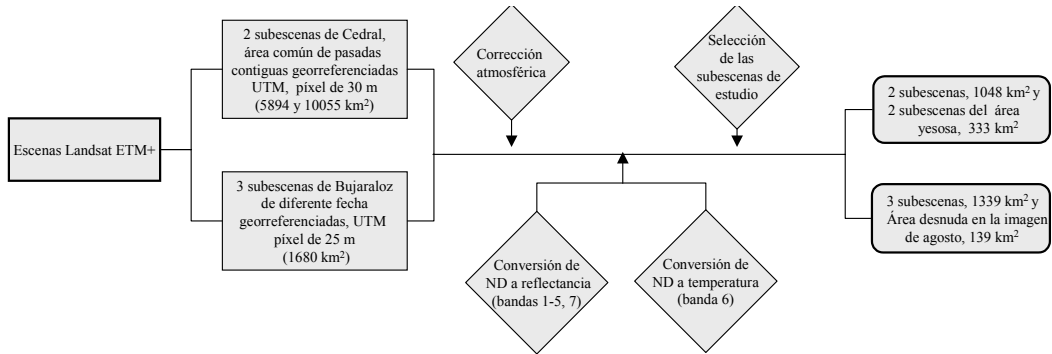 Escenas Landsat ETM+
2 subescenas de Cedral,
área común de pasadas
contiguas georreferenciadas
UTM, píxel de 30 m
(5894 y 10055 km²)
3 subescenas de Bujaraloz
de diferente fecha
georreferenciadas, UTM
píxel de 25 m
(1680 km²)
Corrección
atmosférica
Selección
de las
subescenas de
estudio
Conversión de
ND a reflectancia
(bandas 1-5, 7)
Conversión de
ND a temperatura
(banda 6)
2 subescenas, 1048 km² y
2 subescenas del área
yesosa, 333 km²
3 subescenas, 1339 km² y
Área desnuda en la imagen
de agosto, 139 km²